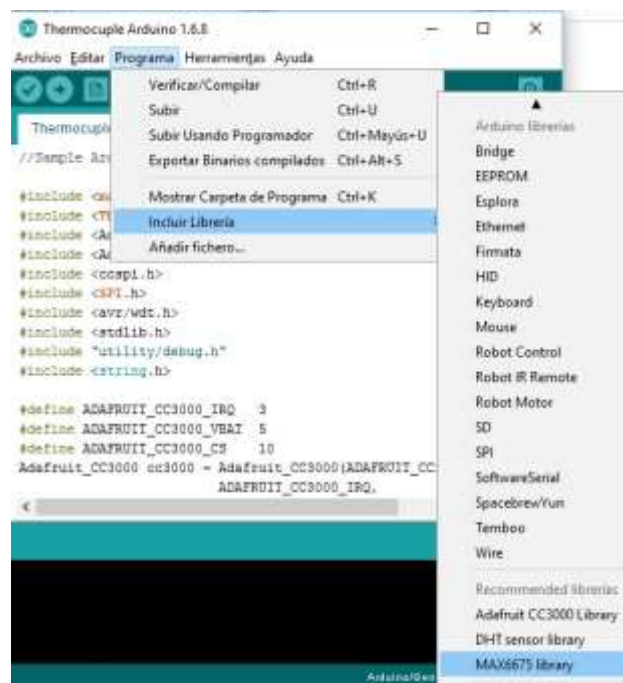 Thermocuple Arduino 1.6.8
Archivo Editar Programa Herramientas Ayuda
Verificar/Compilar Ctrl+R
Subir Ctrl+U
Subir Usando Programador Ctrl+Mayús+U
Exportar Binarios compilados Ctrl+Alt+S
Mostrar Carpeta de Programa Ctrl+K
Incluir Librería
Añadir fichero...
Thermocupl
//Sample
#include
#include
#include
#include
#include <ccspi.h>
#include <SPI.h>
#include <avr/wdt.h>
#include <stdlib.h>
#include "utility/debug.h"
#include <string.h>
#define ADAFRUIT_CC3000_IRQ 3
#define ADAFRUIT_CC3000_VBAT 5
#define ADAFRUIT_CC3000_CS 10
Adafruit_CC3000 cc3000 = Adafruit_CC3000(ADAFRUIT_CC
ADAFRUIT_CC3000_IRQ,
Arduino librerias
Bridge
EEPROM
Esplora
Ethernet
Firmata
HID
Keyboard
Mouse
Robot Control
Robot IR Remote
Robot Motor
SD
SPI
SoftwareSerial
SpacebrewYun
Temboo
Wire
Recommended librerias
Adafruit CC3000 Library
DHT sensor library
MAX6675 library